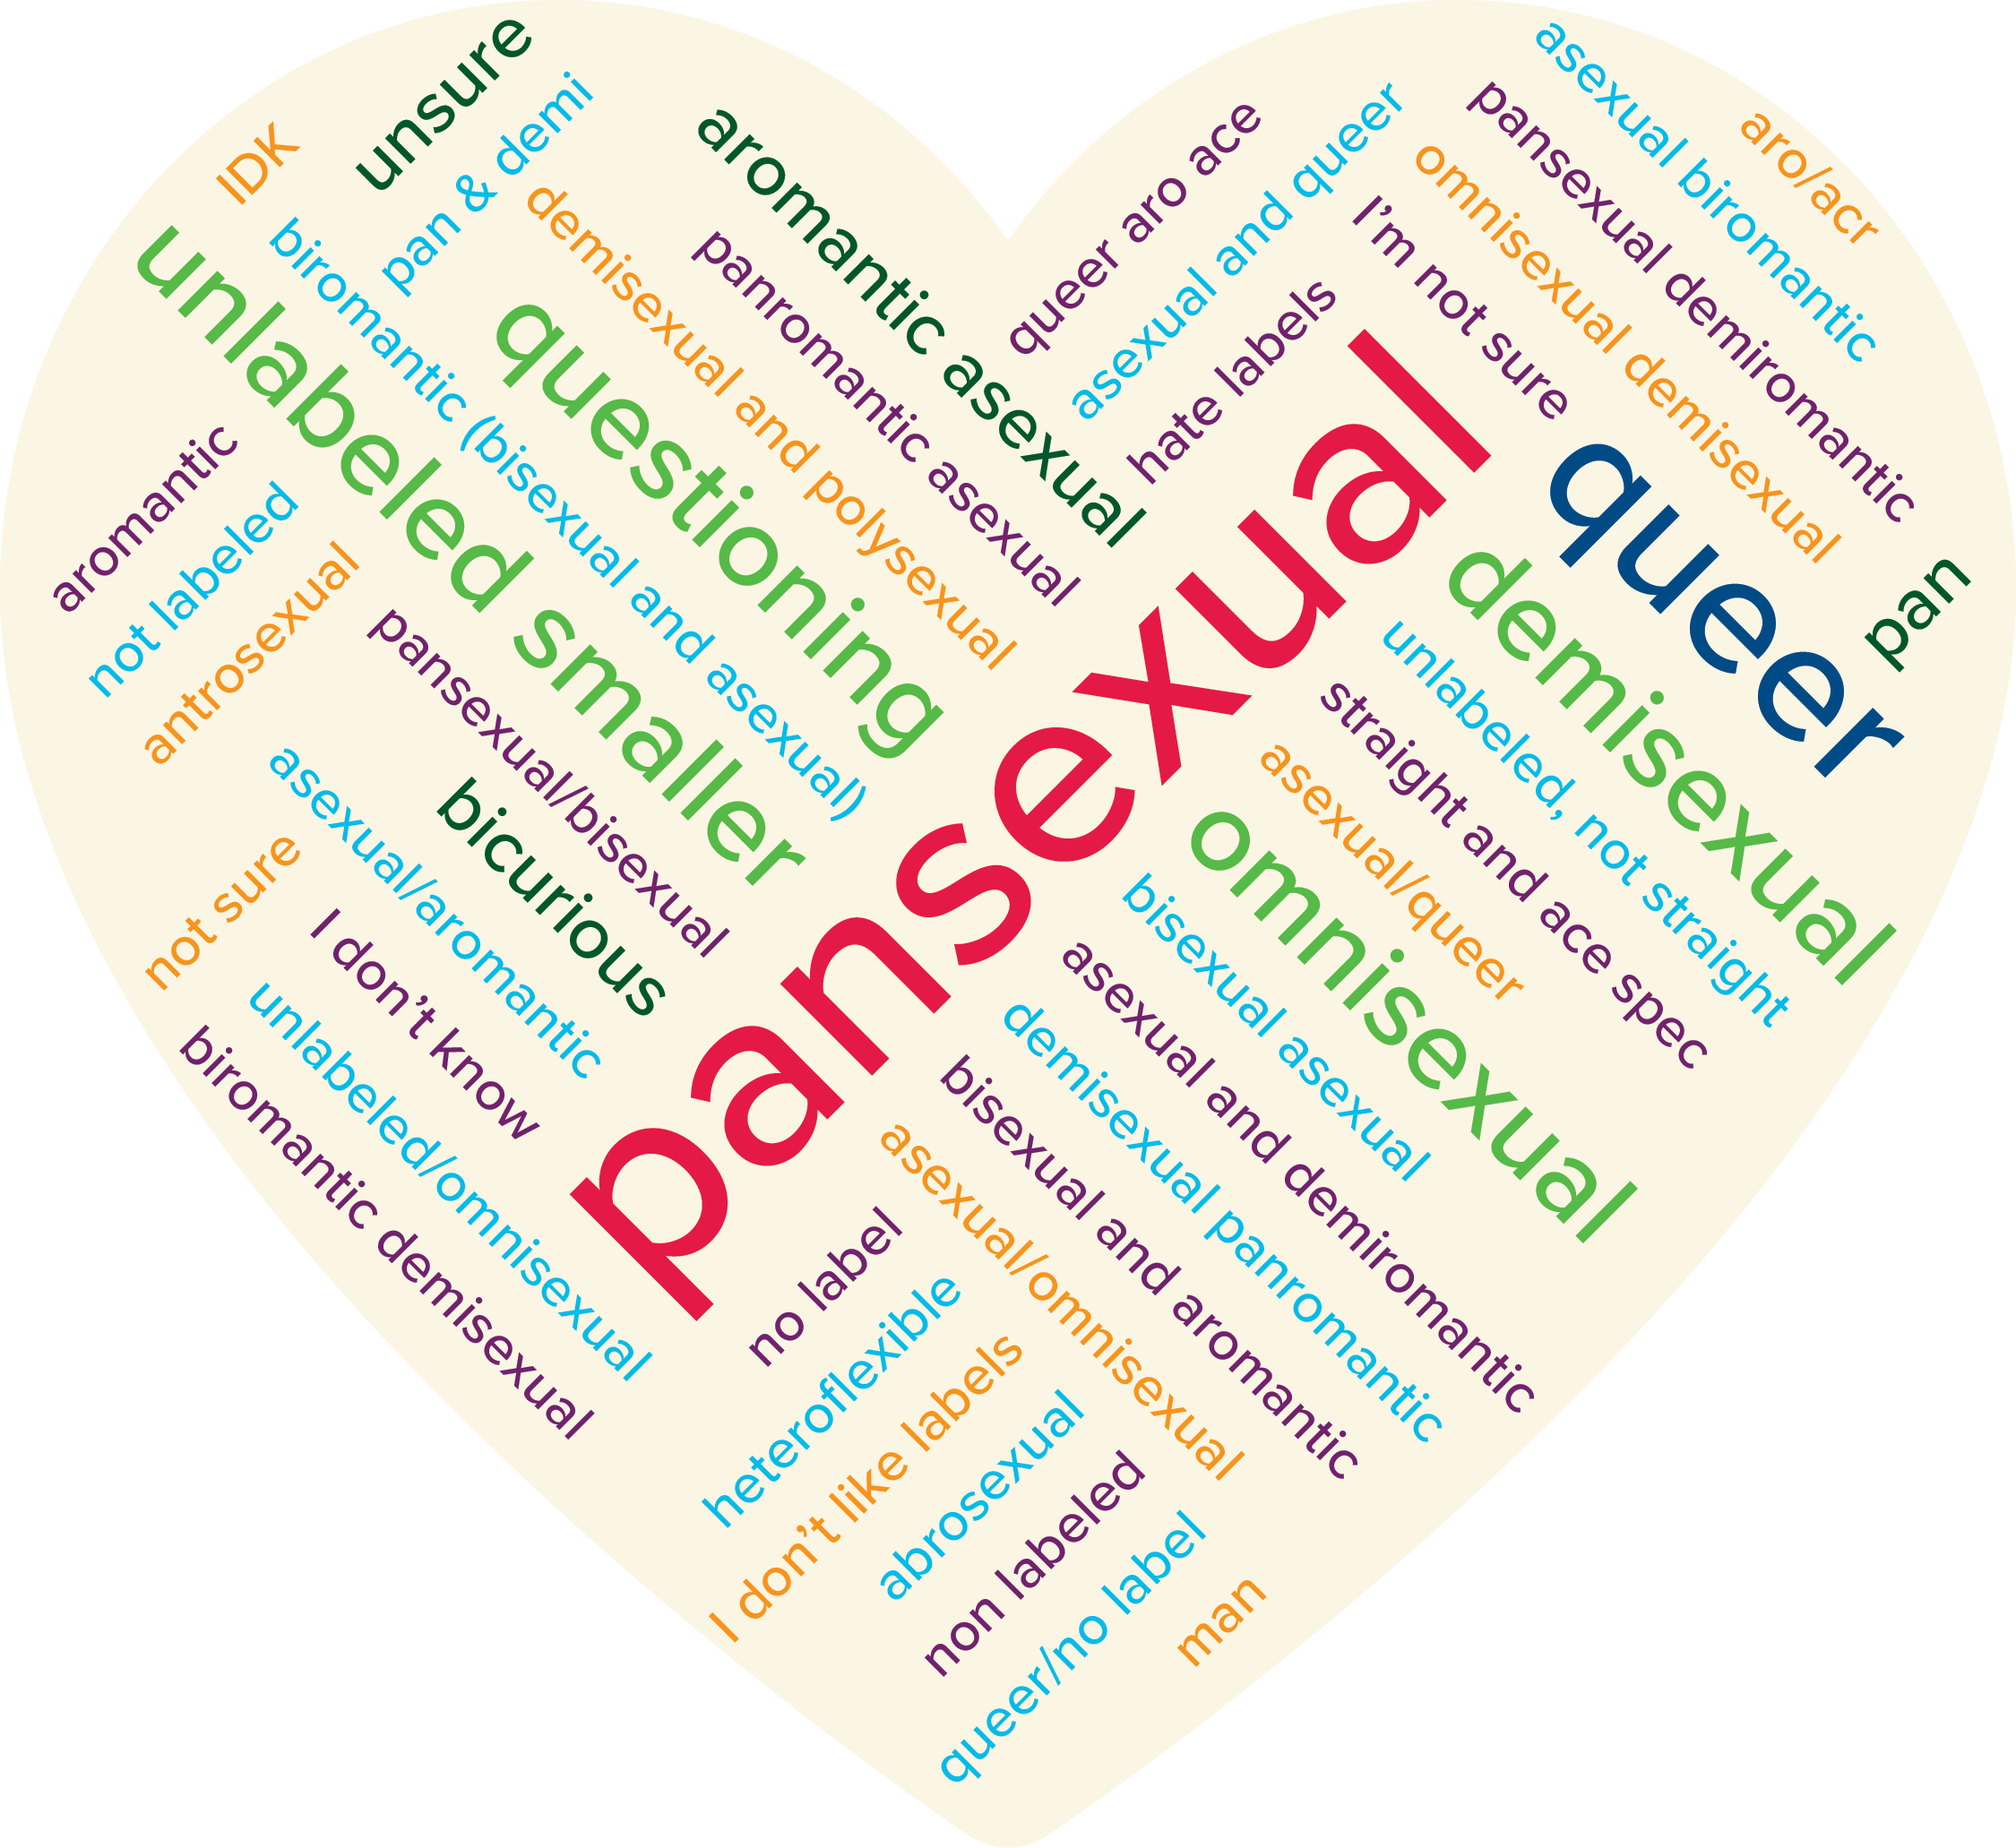 IDK
unsure
pan & demi
unlabeled smaller
biromantic (bisexual and asexual)
questioning
demisexual and polysexual
aromantic asexual
panromantic asexual
queer aro ace
asexual and queer
hate labels
I'm not sure
asexual biromantic
pansexual demiromantic
omnisexual demisexual
aro/acr
aromantic
not labeled
antrosexual
pansexual/bisexual
bicurious
asexual/aromantic
not sure
I don't know
unlabeled/omnisexual
biromantic demisexual
pansexual
queer
demisexual
pan
unlabeled, not straight
straight and ace spec
omnisexual
asexual/queer
bisexual asexual
asexual and demiromantic
demisexual panromantic
bisexual and aromantic
asexual/omnisexual
no label
heteroflexible
I don't like labels
abrosexual
non labeled
queer/no label
man